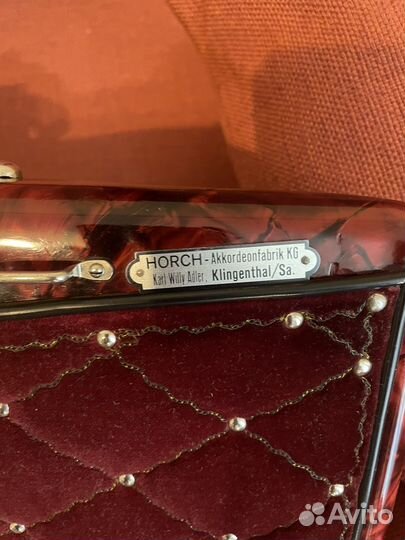 HORCH - Akkordeonfabrik KG
Karl Willy Adler, Klingenthal/Sa.
Avito